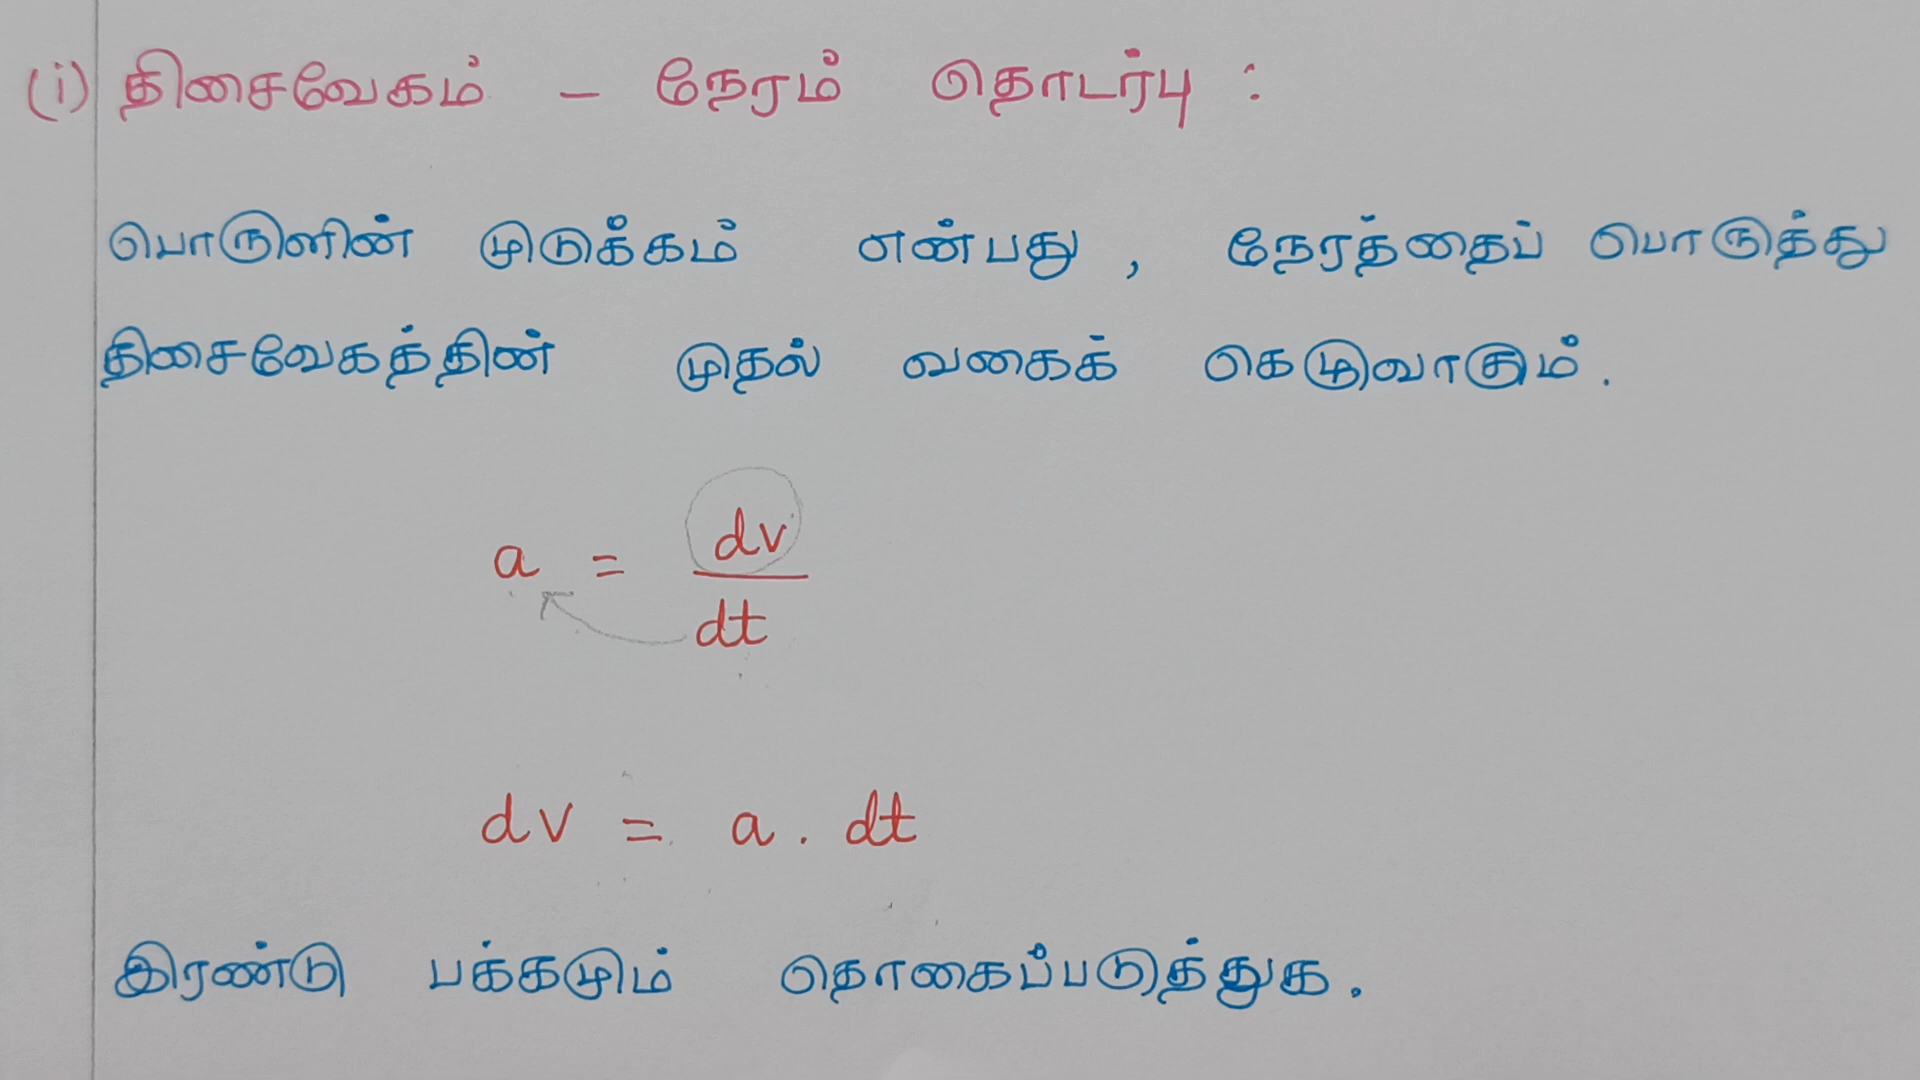 (i) திசைவேகம் – நேரம் தொடர்பு :
பொருளின் முடுக்கம் என்பது , நேரத்தைப் பொருத்து
திசைவேகத்தின் முதல் வகைக் கெழுவாகும் .
a = dv
dt
dv = a . dt
இரண்டு பக்கமும் தொகைப்படுத்துக .